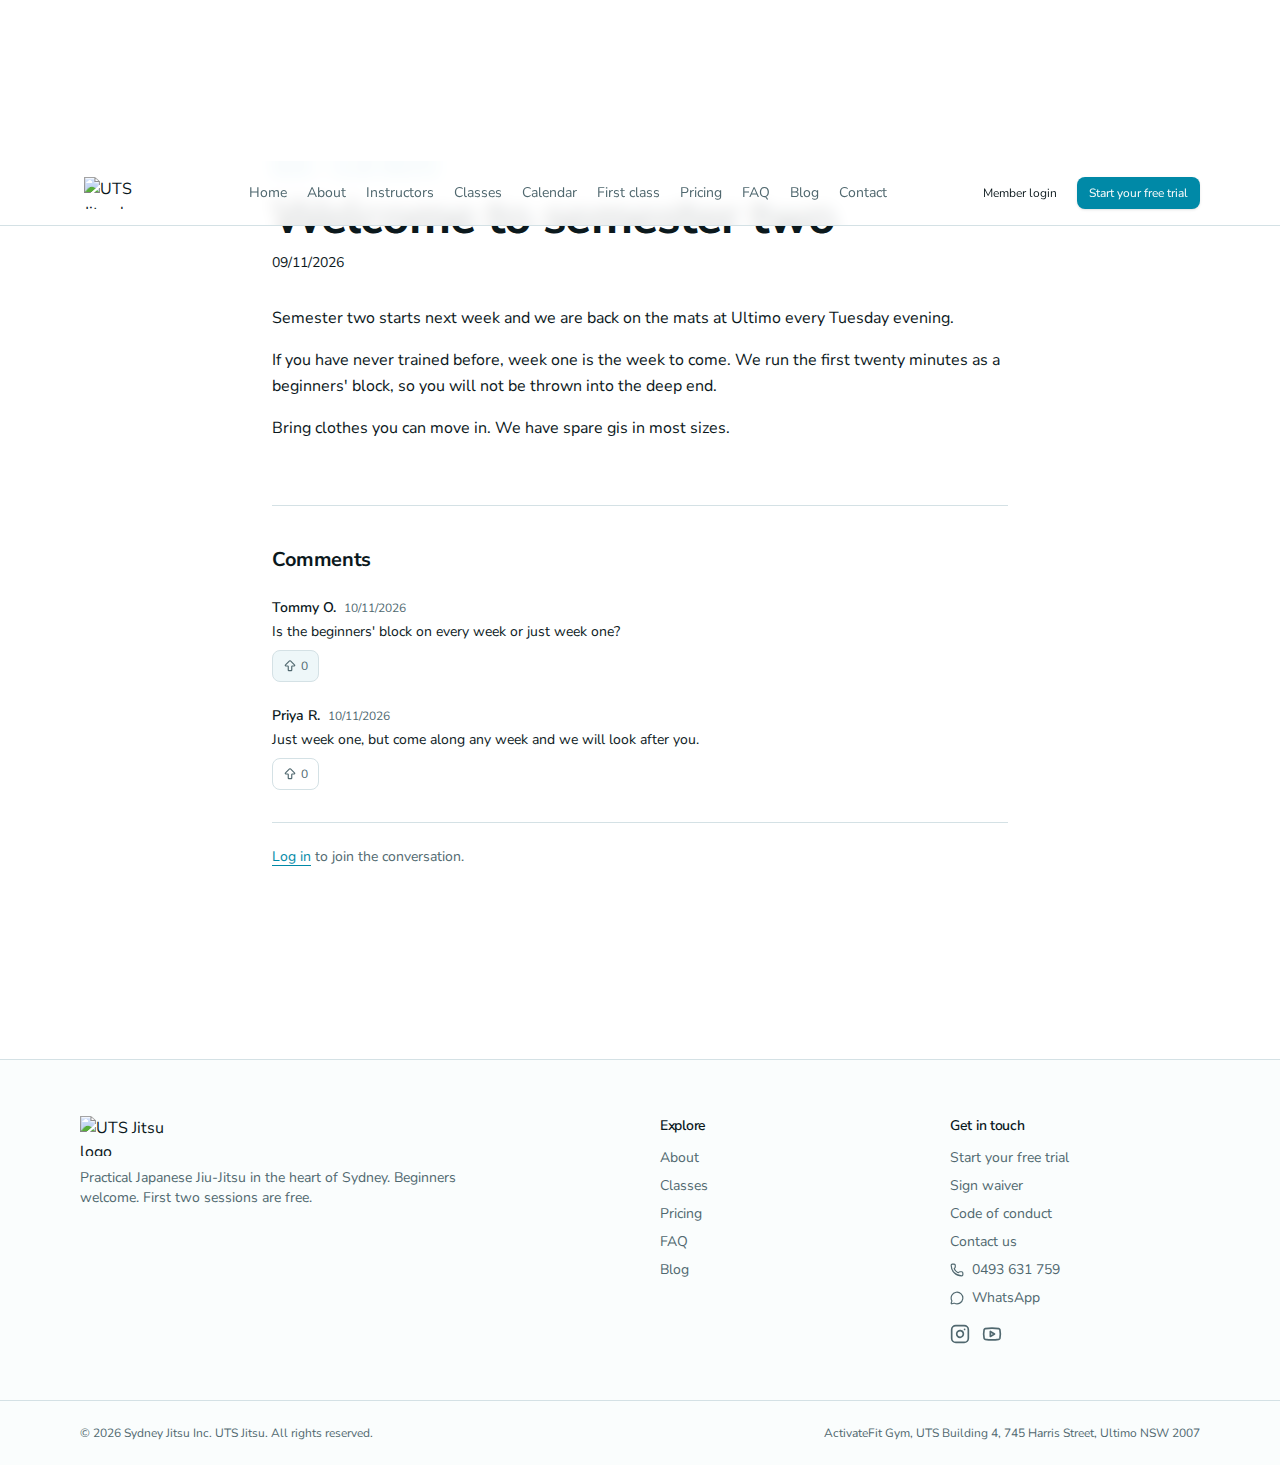 UTS
Home About Instructors Classes Calendar First class Pricing FAQ Blog Contact
Member login
Start your free trial
Welcome to semester two
09/11/2026
Semester two starts next week and we are back on the mats at Ultimo every Tuesday evening.
If you have never trained before, week one is the week to come. We run the first twenty minutes as a
beginners' block, so you will not be thrown into the deep end.
Bring clothes you can move in. We have spare gis in most sizes.
Comments
Tommy O. 10/11/2026
Is the beginners' block on every week or just week one?
0
Priya R. 10/11/2026
Just week one, but come along any week and we will look after you.
0
Log in to join the conversation.
UTS Jitsu
logo
Practical Japanese Jiu-Jitsu in the heart of Sydney. Beginners
welcome. First two sessions are free.
Explore
About
Classes
Pricing
FAQ
Blog
Get in touch
Start your free trial
Sign waiver
Code of conduct
Contact us
0493 631 759
WhatsApp
© 2026 Sydney Jitsu Inc. UTS Jitsu. All rights reserved.
ActivateFit Gym, UTS Building 4, 745 Harris Street, Ultimo NSW 2007